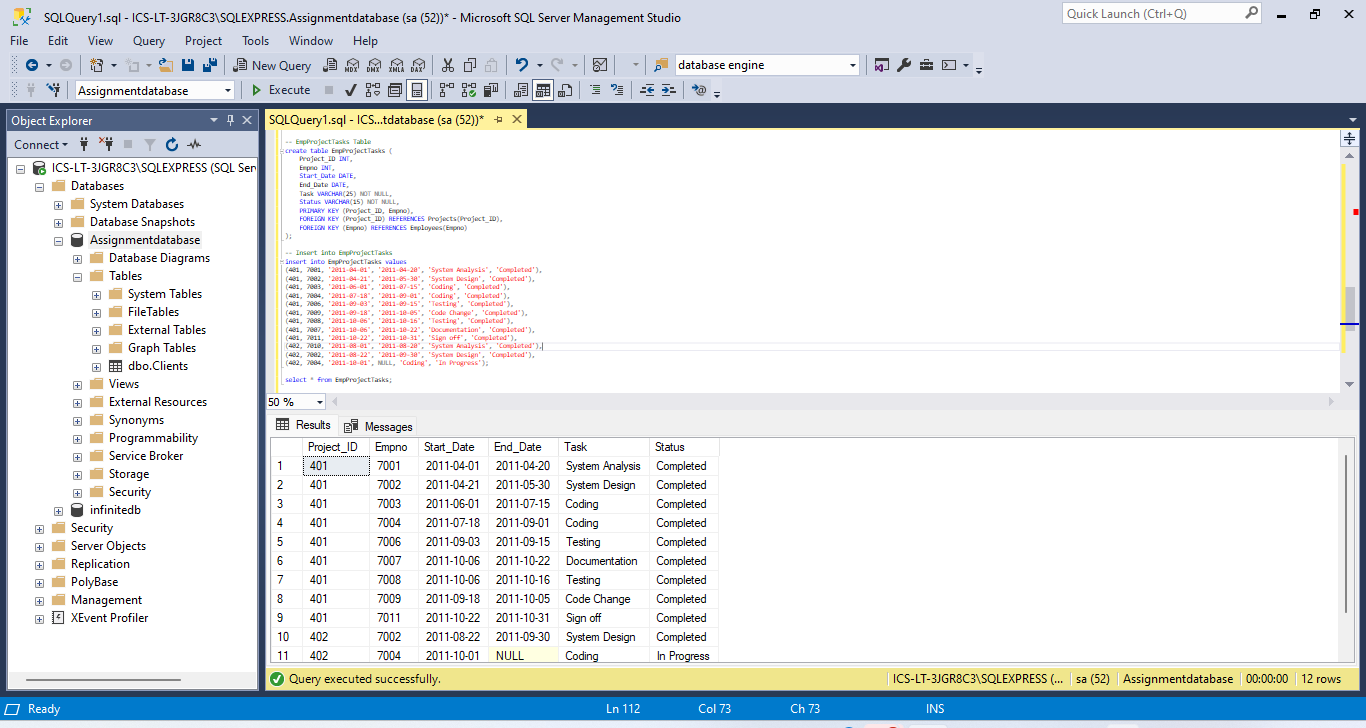 SQLQuery1.sql - ICS-LT-3JGR8C3\SQLEXPRESS.Assignmentdatabase (sa (52))* - Microsoft SQL Server Management Studio
Quick Launch (Ctrl+Q)
File Edit View Query Project Tools Window Help
New Query MDX DMX XMLA DAX database engine
Assignmentdatabase Execute
Object Explorer
Connect
ICS-LT-3JGR8C3\SQLEXPRESS (SQL Ser
Databases
System Databases
Database Snapshots
Assignmentdatabase
Database Diagrams
Tables
System Tables
FileTables
External Tables
Graph Tables
dbo.Clients
Views
External Resources
Synonyms
Programmability
Service Broker
Storage
Security
infinitedb
Security
Server Objects
Replication
PolyBase
Management
XEvent Profiler
SQLQuery1.sql - ICS...tdatabase (sa (52))*
-- EmpProjectTasks Table
create table EmpProjectTasks (
Project_ID INT,
Empno INT,
Start_Date DATE,
End_Date DATE,
Task VARCHAR(25) NOT NULL,
Status VARCHAR(15) NOT NULL,
PRIMARY KEY (Project_ID, Empno),
FOREIGN KEY (Project_ID) REFERENCES Projects(Project_ID),
FOREIGN KEY (Empno) REFERENCES Employees(Empno)
);
-- Insert into EmpProjectTasks
insert into EmpProjectTasks values
(401, 7001, '2011-04-01', '2011-04-20', 'System Analysis', 'Completed'),
(401, 7002, '2011-04-21', '2011-05-30', 'System Design', 'Completed'),
(401, 7003, '2011-06-01', '2011-07-15', 'Coding', 'Completed'),
(401, 7004, '2011-07-18', '2011-09-01', 'Coding', 'Completed'),
(401, 7006, '2011-09-03', '2011-09-15', 'Testing', 'Completed'),
(401, 7009, '2011-09-18', '2011-10-05', 'Code Change', 'Completed'),
(401, 7008, '2011-10-06', '2011-10-16', 'Testing', 'Completed'),
(401, 7007, '2011-10-06', '2011-10-22', 'Documentation', 'Completed'),
(401, 7011, '2011-10-22', '2011-10-31', 'Sign off', 'Completed'),
(402, 7010, '2011-08-01', '2011-08-20', 'System Analysis', 'Completed'),
(402, 7002, '2011-08-22', '2011-09-30', 'System Design', 'Completed'),
(402, 7004, '2011-10-01', NULL, 'Coding', 'In Progress');
select * from EmpProjectTasks;
50 %
Results Messages
Project_ID Empno Start_Date End_Date Task Status
1 401 7001 2011-04-01 2011-04-20 System Analysis Completed
2 401 7002 2011-04-21 2011-05-30 System Design Completed
3 401 7003 2011-06-01 2011-07-15 Coding Completed
4 401 7004 2011-07-18 2011-09-01 Coding Completed
5 401 7006 2011-09-03 2011-09-15 Testing Completed
6 401 7007 2011-10-06 2011-10-22 Documentation Completed
7 401 7008 2011-10-06 2011-10-16 Testing Completed
8 401 7009 2011-09-18 2011-10-05 Code Change Completed
9 401 7011 2011-10-22 2011-10-31 Sign off Completed
10 402 7002 2011-08-22 2011-09-30 System Design Completed
11 402 7004 2011-10-01 NULL Coding In Progress
Query executed successfully. ICS-LT-3JGR8C3\SQLEXPRESS (... sa (52) Assignmentdatabase 00:00:00 12 rows
Ready Ln 112 Col 73 Ch 73 INS